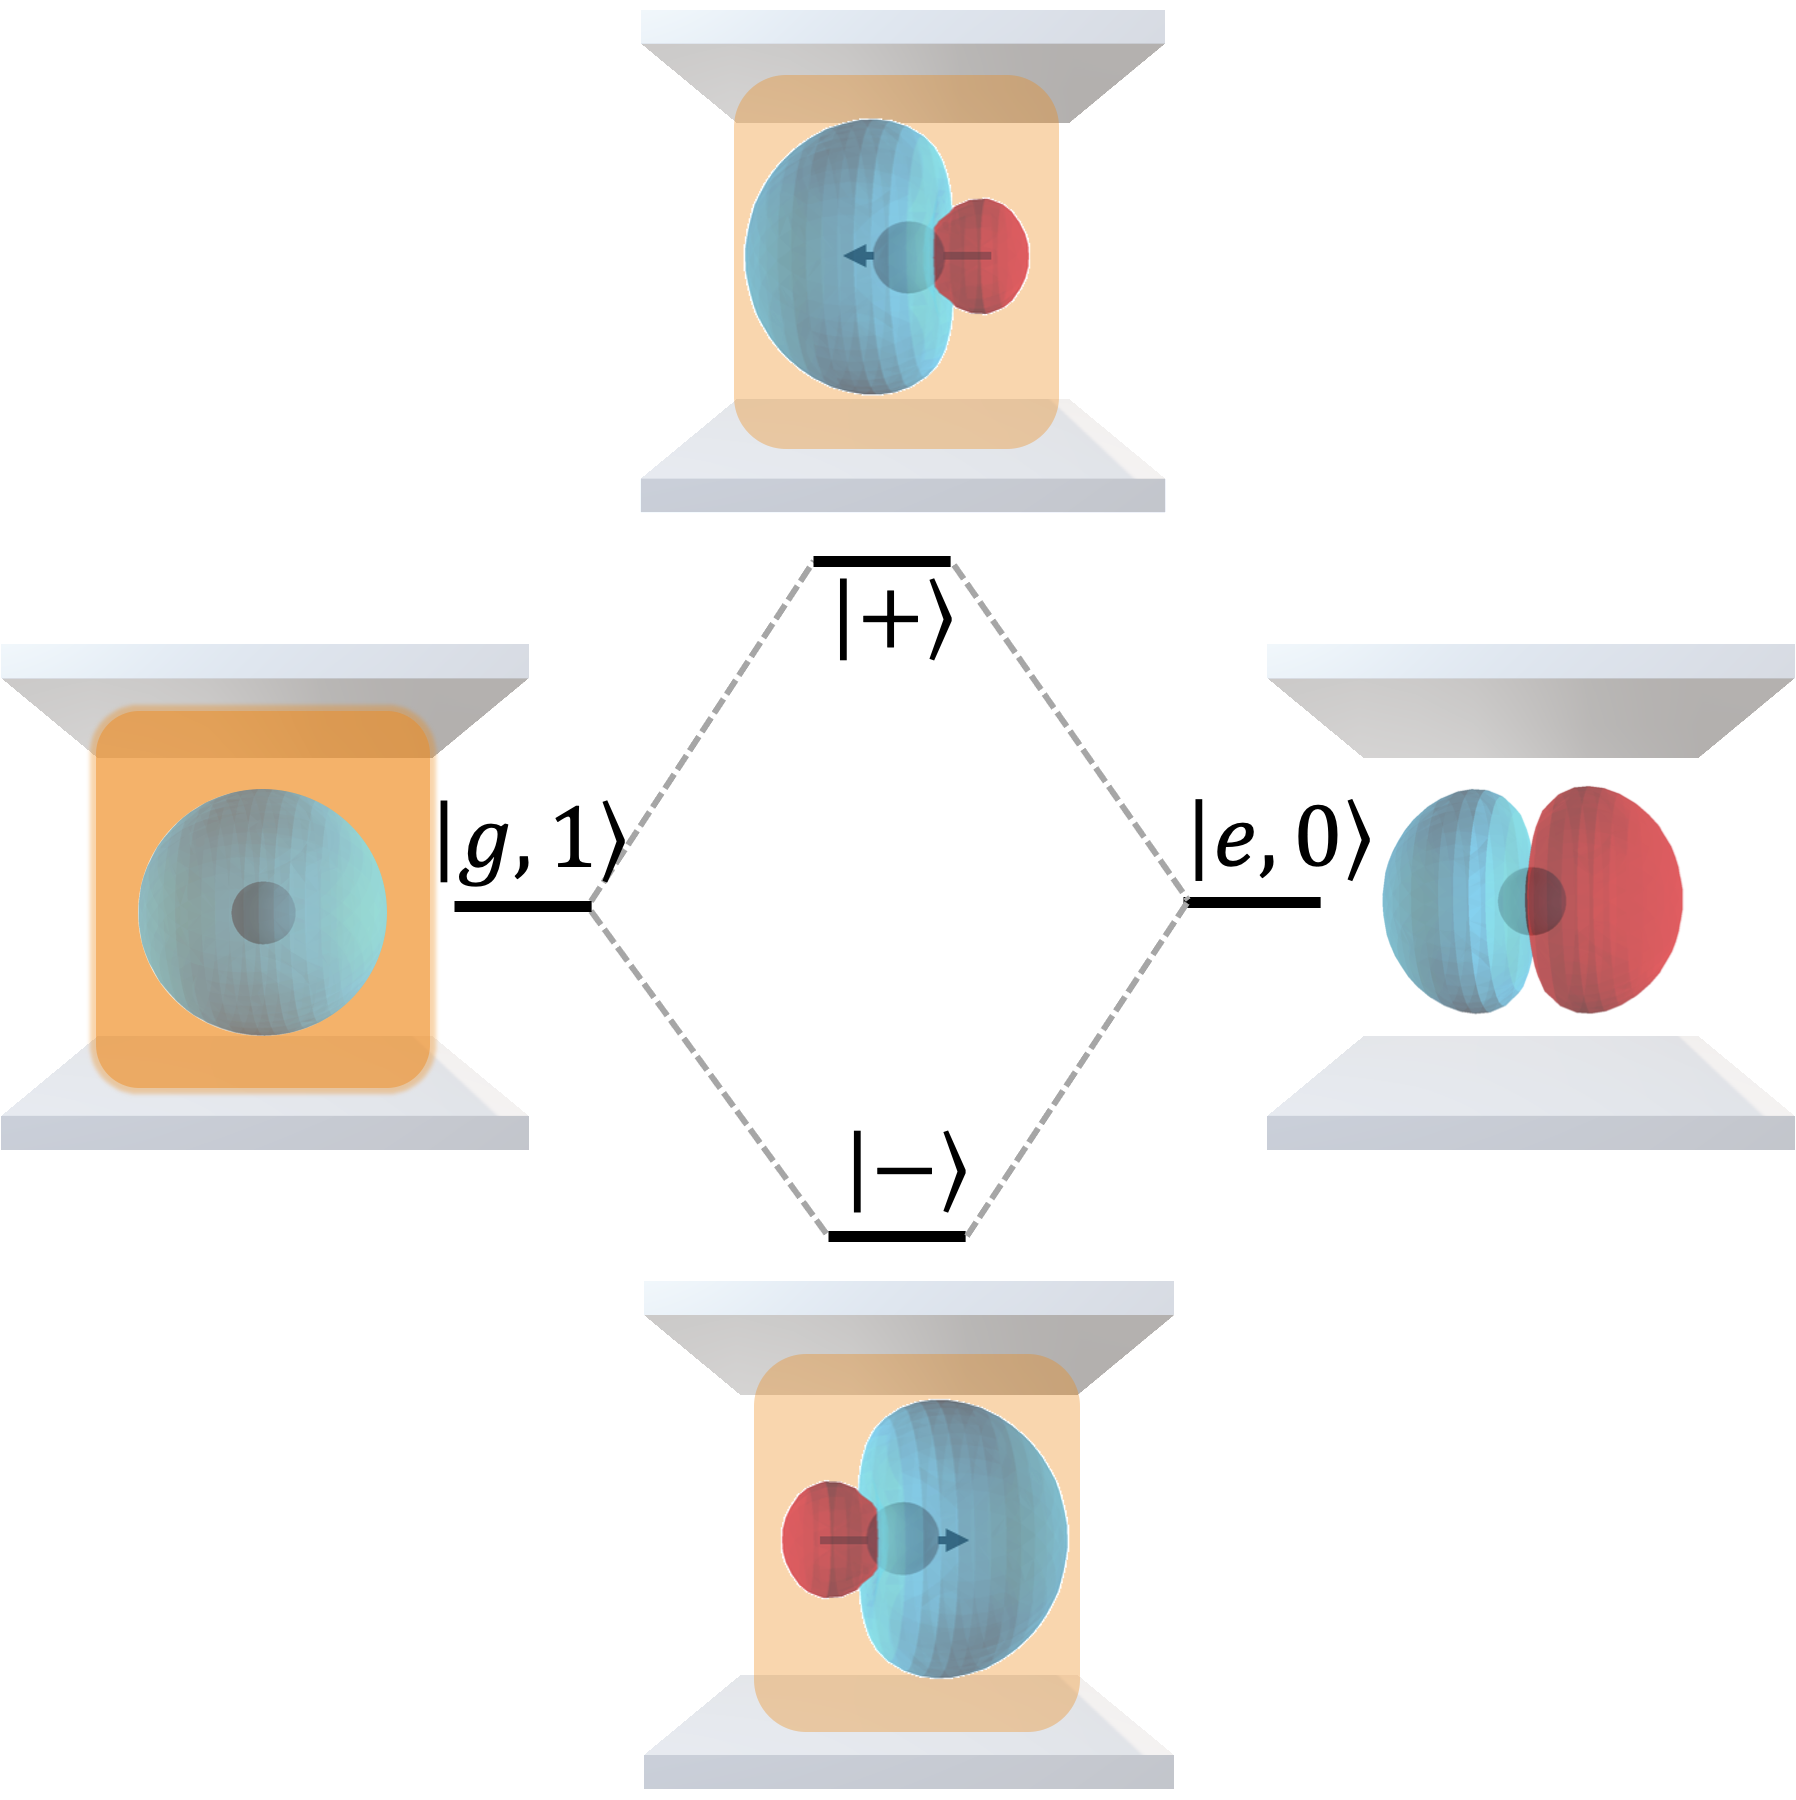 |+⟩
|g, 1⟩
|e, 0⟩
|−⟩